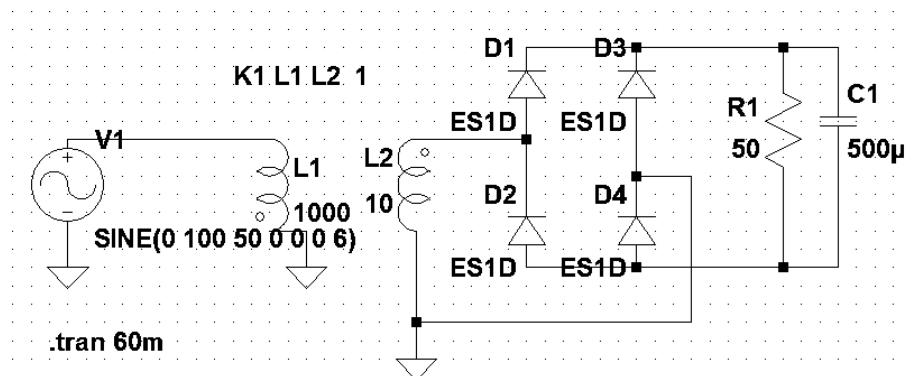 D1
D3
K1 L1 L2 1
V1
ES1D
ES1D
R1
50
C1
500µ
L1
1000
L2
10
D2
D4
SINE(0 100 50 0 0 0 6)
ES1D
ES1D
.tran 60m